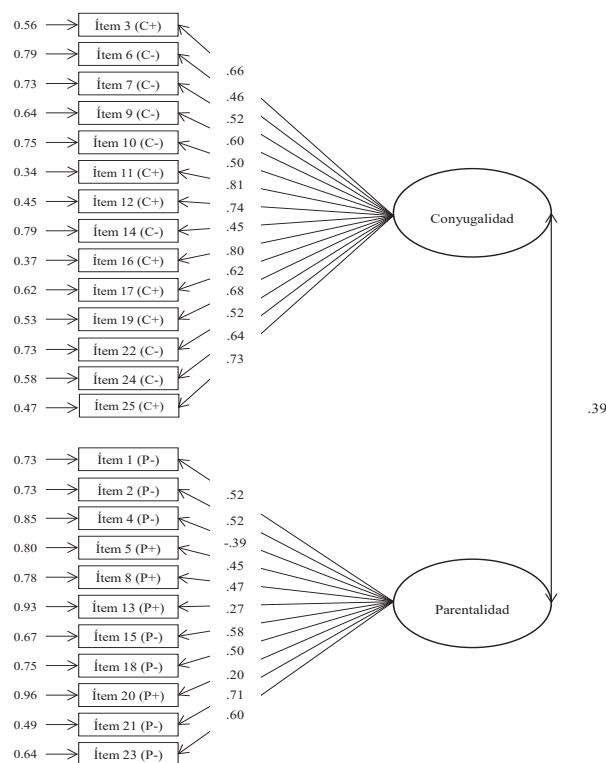 0.56 Ítem 3 (C+)
0.79 Ítem 6 (C-)
.66
0.73 Ítem 7 (C-)
.46
0.64 Ítem 9 (C-)
.52
0.75 Ítem 10 (C-)
.60
.50
0.34 Ítem 11 (C+)
.81
0.45 Ítem 12 (C+)
.74
Conyugalidad
0.79 Ítem 14 (C-)
.45
0.37 Ítem 16 (C+)
.80
0.62 Ítem 17 (C+)
.62
.68
0.53 Ítem 19 (C+)
.52
0.73 Ítem 22 (C-)
.64
0.58 Ítem 24 (C-)
.73
0.47 Ítem 25 (C+)
.39
0.73 Ítem 1 (P-)
0.73 Ítem 2 (P-)
.52
0.85 Ítem 4 (P-)
.52
-.39
0.80 Ítem 5 (P+)
.45
0.78 Ítem 8 (P+)
.47
0.93 Ítem 13 (P+)
.27
Parentalidad
0.67 Ítem 15 (P-)
.58
0.75 Ítem 18 (P-)
.50
.20
0.96 Ítem 20 (P+)
.71
0.49 Ítem 21 (P-)
.60
0.64 Ítem 23 (P-)